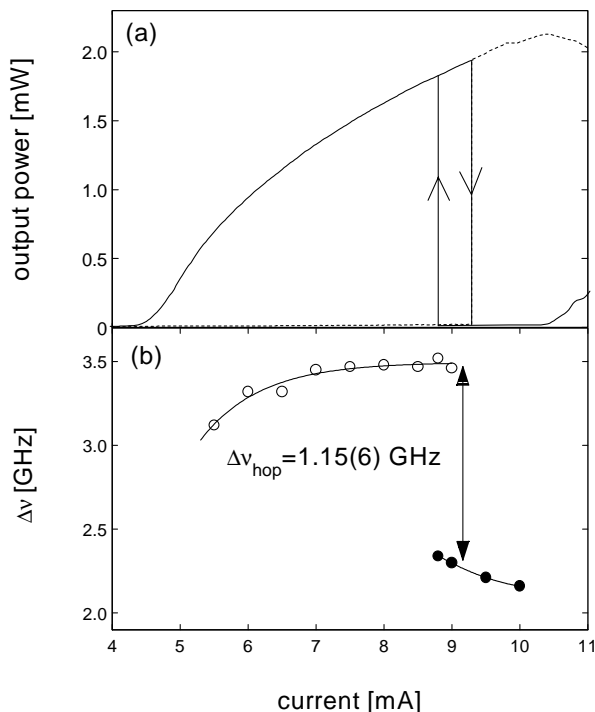 (a)
output power [mW]
2.0
1.5
1.0
0.5
0
(b)
Δν [GHz]
3.5
3.0
2.5
2.0
Δνhop=1.15(6) GHz
4 5 6 7 8 9 10 11
current [mA]